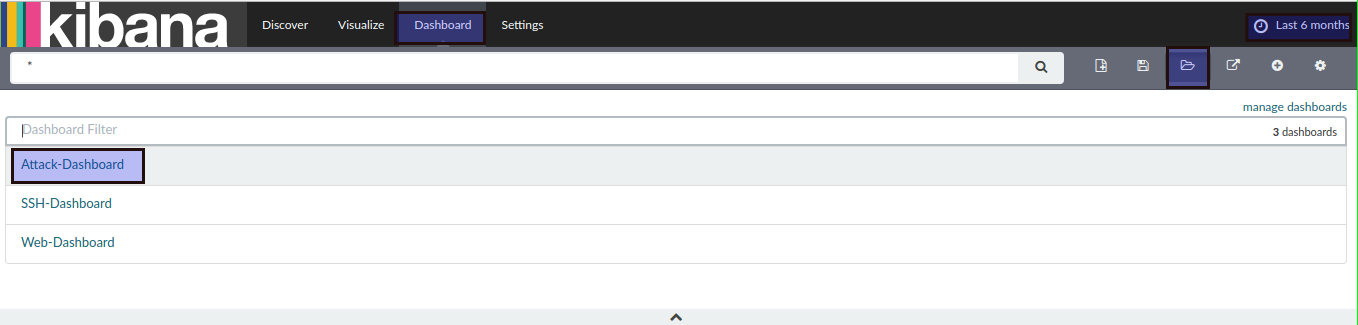 kibana Discover Visualize Dashboard Settings Last 6 months
*
manage dashboards
Dashboard Filter 3 dashboards
Attack-Dashboard
SSH-Dashboard
Web-Dashboard